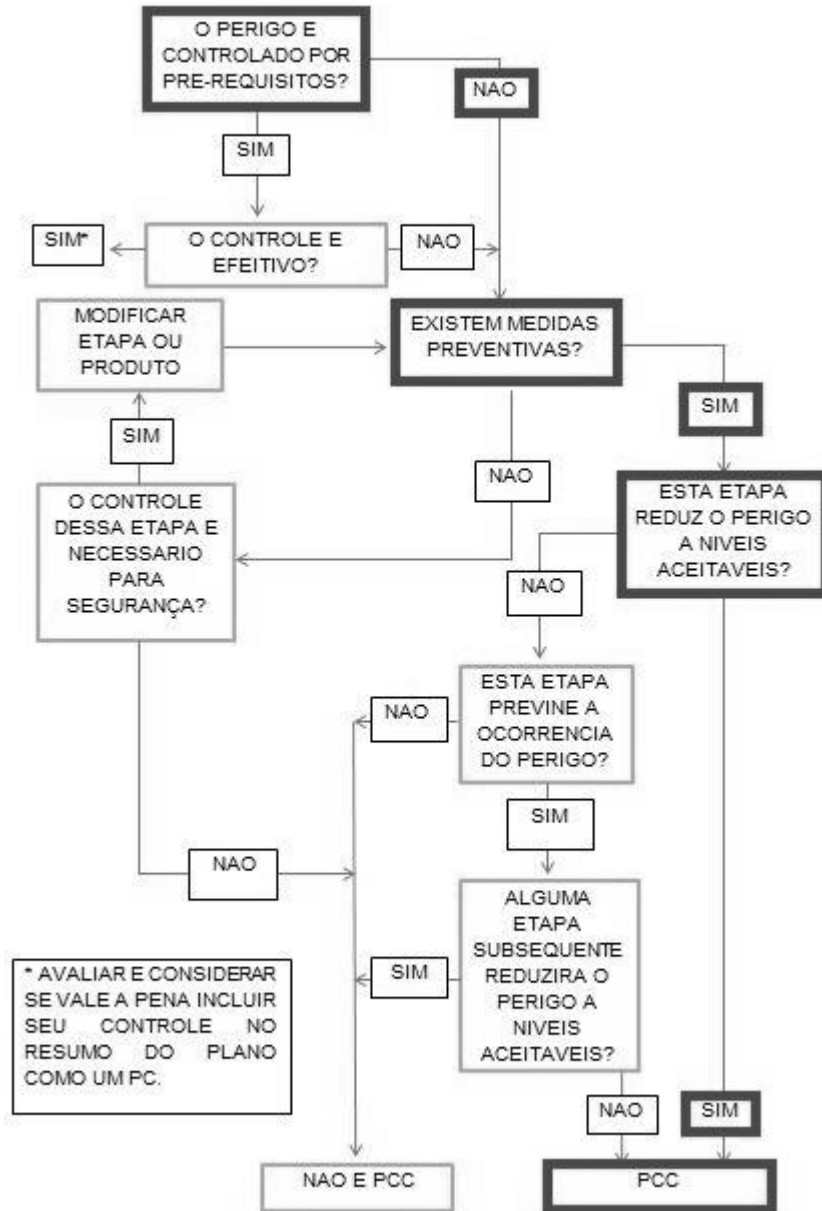 O PERIGO E
CONTROLADO POR
PRE-REQUISITOS?
NAO
SIM
SIM*
O CONTROLE E
EFEITIVO?
NAO
MODIFICAR
ETAPA OU
PRODUTO
EXISTEM MEDIDAS
PREVENTIVAS?
SIM
SIM
NAO
O CONTROLE
DESSA ETAPA E
NECESSARIO
PARA
SEGURANÇA?
ESTA ETAPA
REDUZ O PERIGO
A NIVEIS
ACEITAVEIS?
NAO
ESTA ETAPA
PREVINE A
OCORRENCIA
DO PERIGO?
NAO
SIM
NAO
ALGUMA
ETAPA
SUBSEQUENTE
REDUZIRA O
PERIGO A
NIVEIS
ACEITAVEIS?
SIM
* AVALIAR E CONSIDERAR
SE VALE A PENA INCLUIR
SEU CONTROLE NO
RESUMO DO PLANO
COMO UM PC.
NAO
SIM
NAO E PCC
PCC